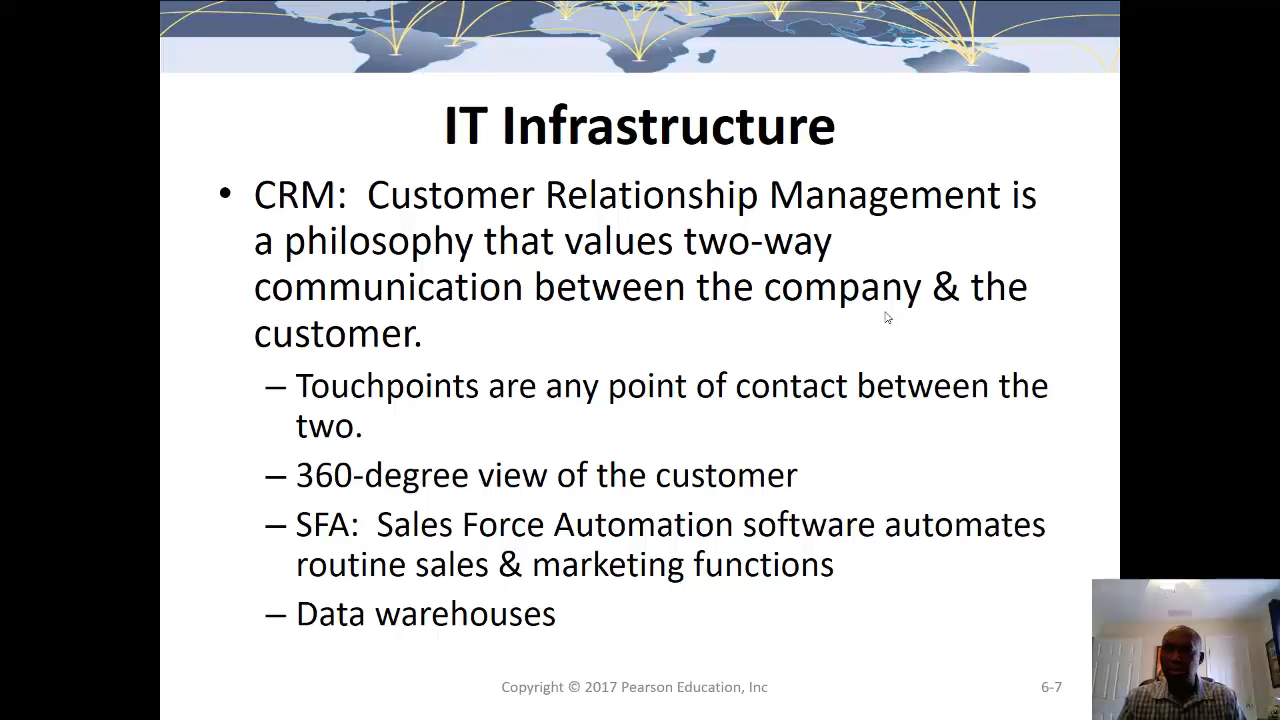 IT Infrastructure
• CRM:  Customer Relationship Management is
a philosophy that values two-way
communication between the company & the
customer.
– Touchpoints are any point of contact between the
two.
– 360-degree view of the customer
– SFA:  Sales Force Automation software automates
routine sales & marketing functions
– Data warehouses
Copyright © 2017 Pearson Education, Inc
6-7